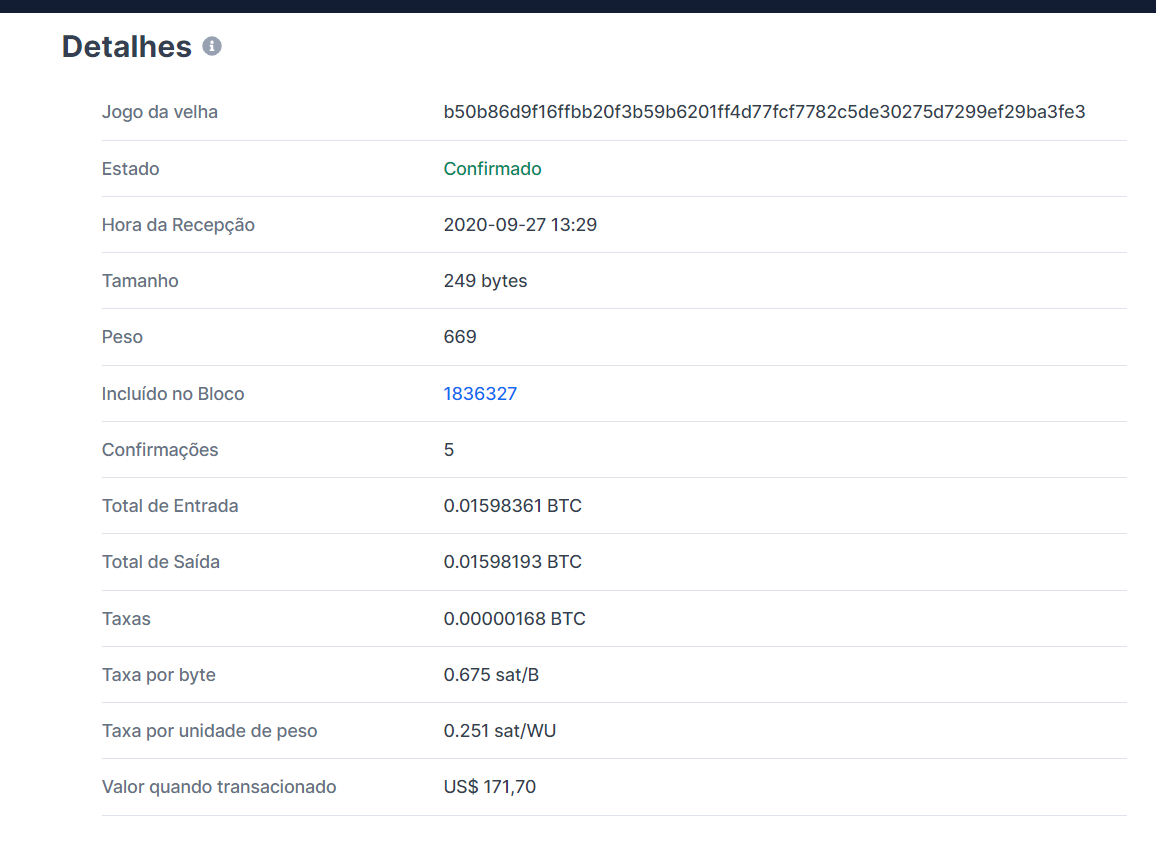 Detalhes
Jogo da velha b50b86d9f16ffbb20f3b59b6201ff4d77fcf7782c5de30275d7299ef29ba3fe3
Estado Confirmado
Hora da Recepção 2020-09-27 13:29
Tamanho 249 bytes
Peso 669
Incluído no Bloco 1836327
Confirmações 5
Total de Entrada 0.01598361 BTC
Total de Saída 0.01598193 BTC
Taxas 0.00000168 BTC
Taxa por byte 0.675 sat/B
Taxa por unidade de peso 0.251 sat/WU
Valor quando transacionado US$ 171,70